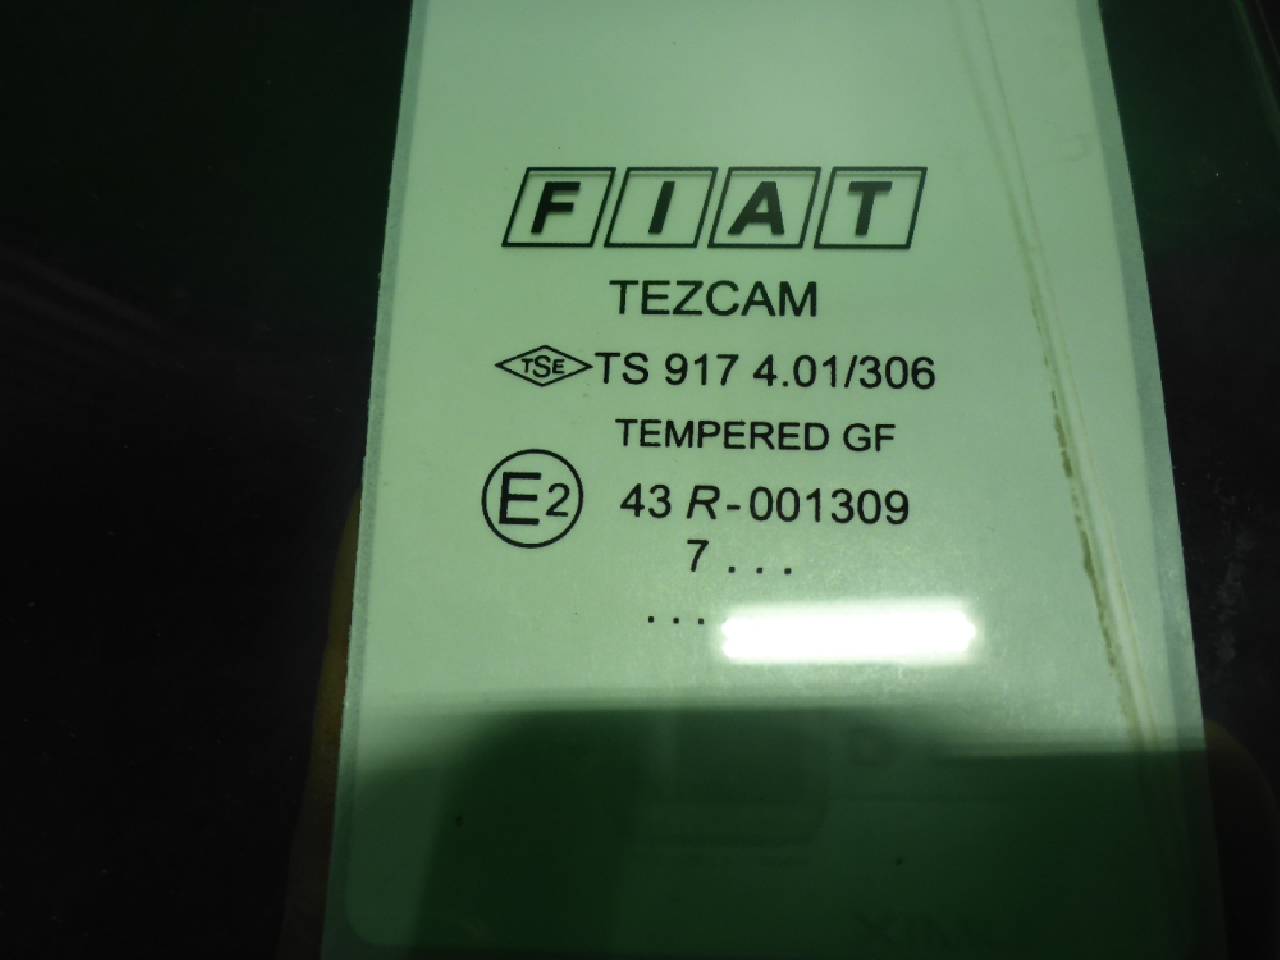 FIAT
TEZCAM
TSE TS 917 4.01/306
TEMPERED GF
E2 43 R-001309
7 ...
...